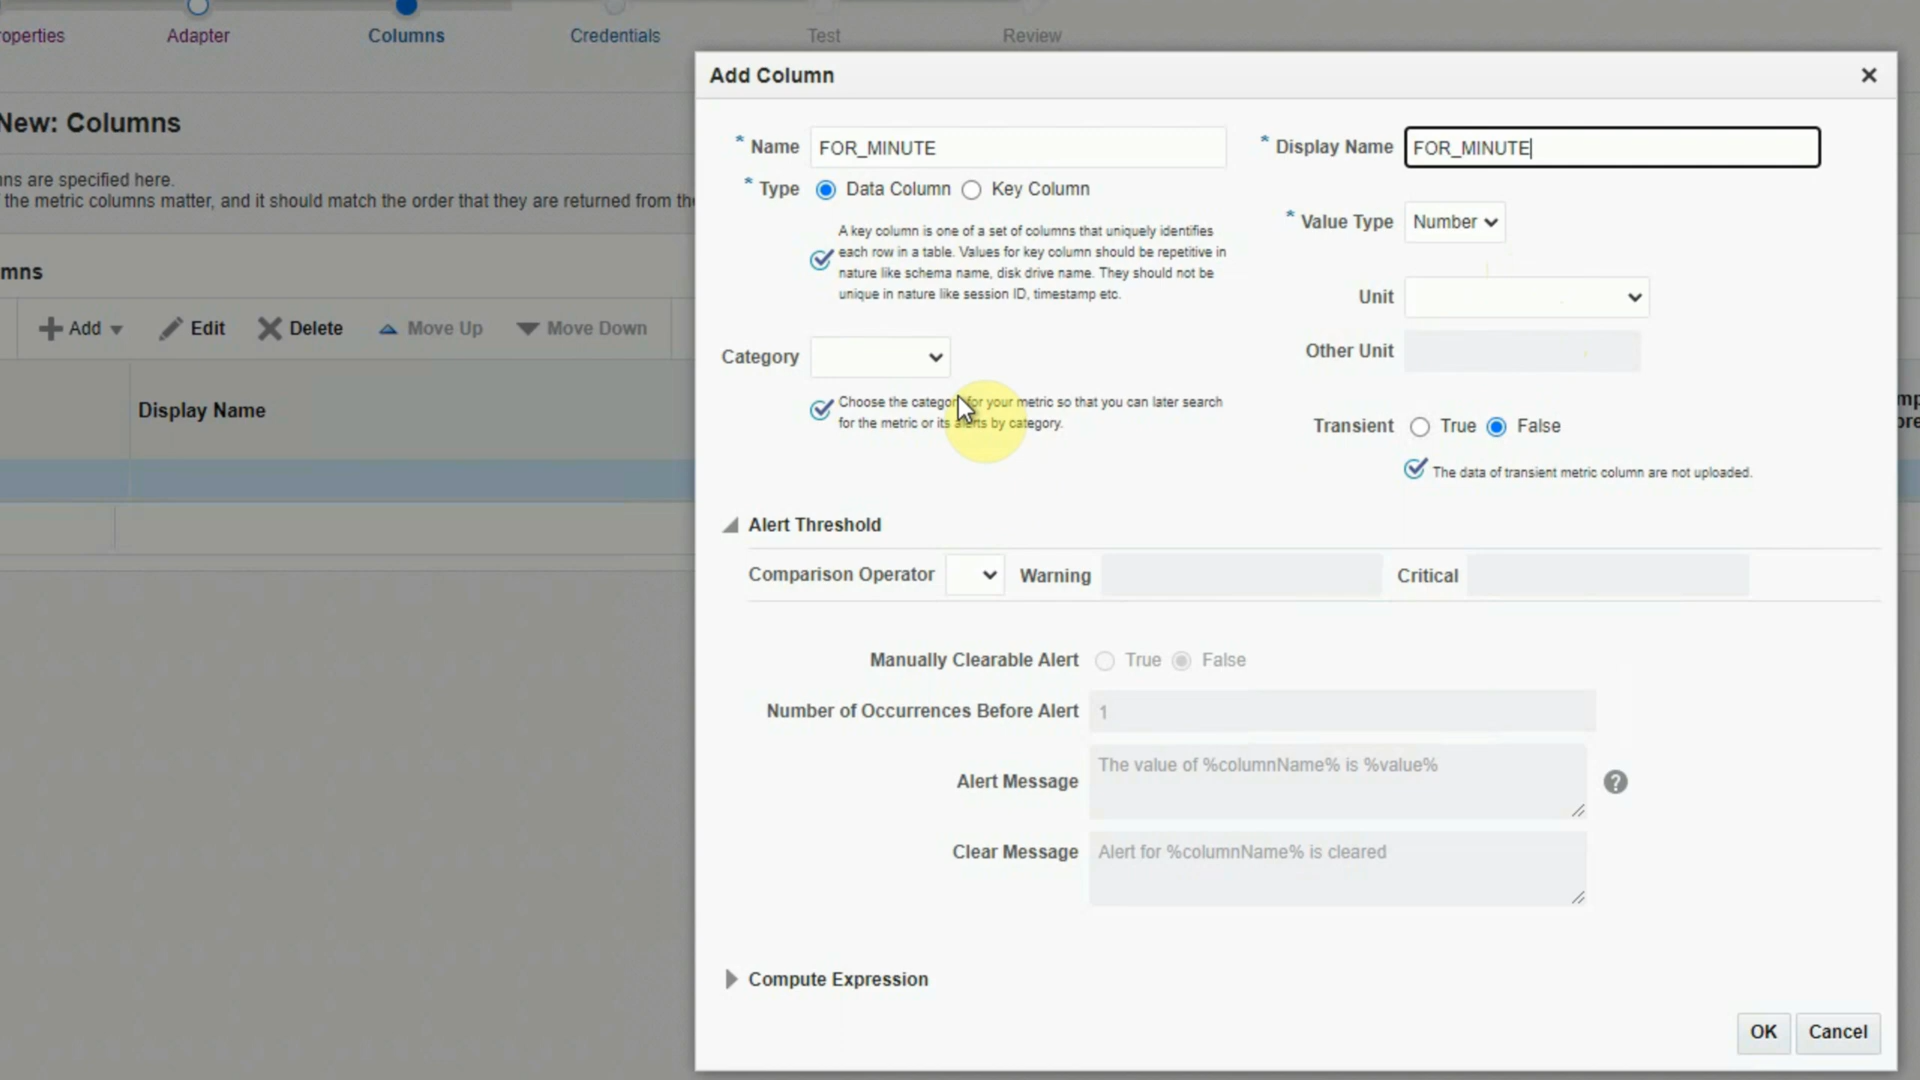 operties
Adapter
Columns
Credentials
Test
Review
New: Columns
ns are specified here.
the metric columns matter, and it should match the order that they are returned from the
mns
Add
Edit
Delete
Move Up
Move Down
Display Name
mp
pre
Add Column
* Name FOR_MINUTE
* Display Name FOR_MINUTE
* Type Data Column Key Column
A key column is one of a set of columns that uniquely identifies
each row in a table. Values for key column should be repetitive in
nature like schema name, disk drive name. They should not be
unique in nature like session ID, timestamp etc.
* Value Type Number
Unit
Other Unit
Category
Choose the category for your metric so that you can later search
for the metric or its alerts by category.
Transient True False
The data of transient metric column are not uploaded.
Alert Threshold
Comparison Operator Warning Critical
Manually Clearable Alert True False
Number of Occurrences Before Alert 1
Alert Message The value of %columnName% is %value%
?
Clear Message Alert for %columnName% is cleared
Compute Expression
OK
Cancel